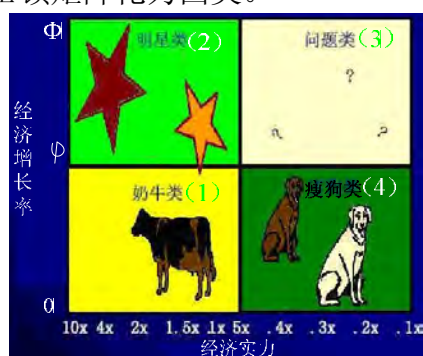 Φ
明星类(2)
问题类(3)
?
经济增长率
φ
奶牛类(1)
瘦狗类(4)
α
10x 4x 2x 1.5x .1x 5x .4x .3x .2x .1x
经济实力